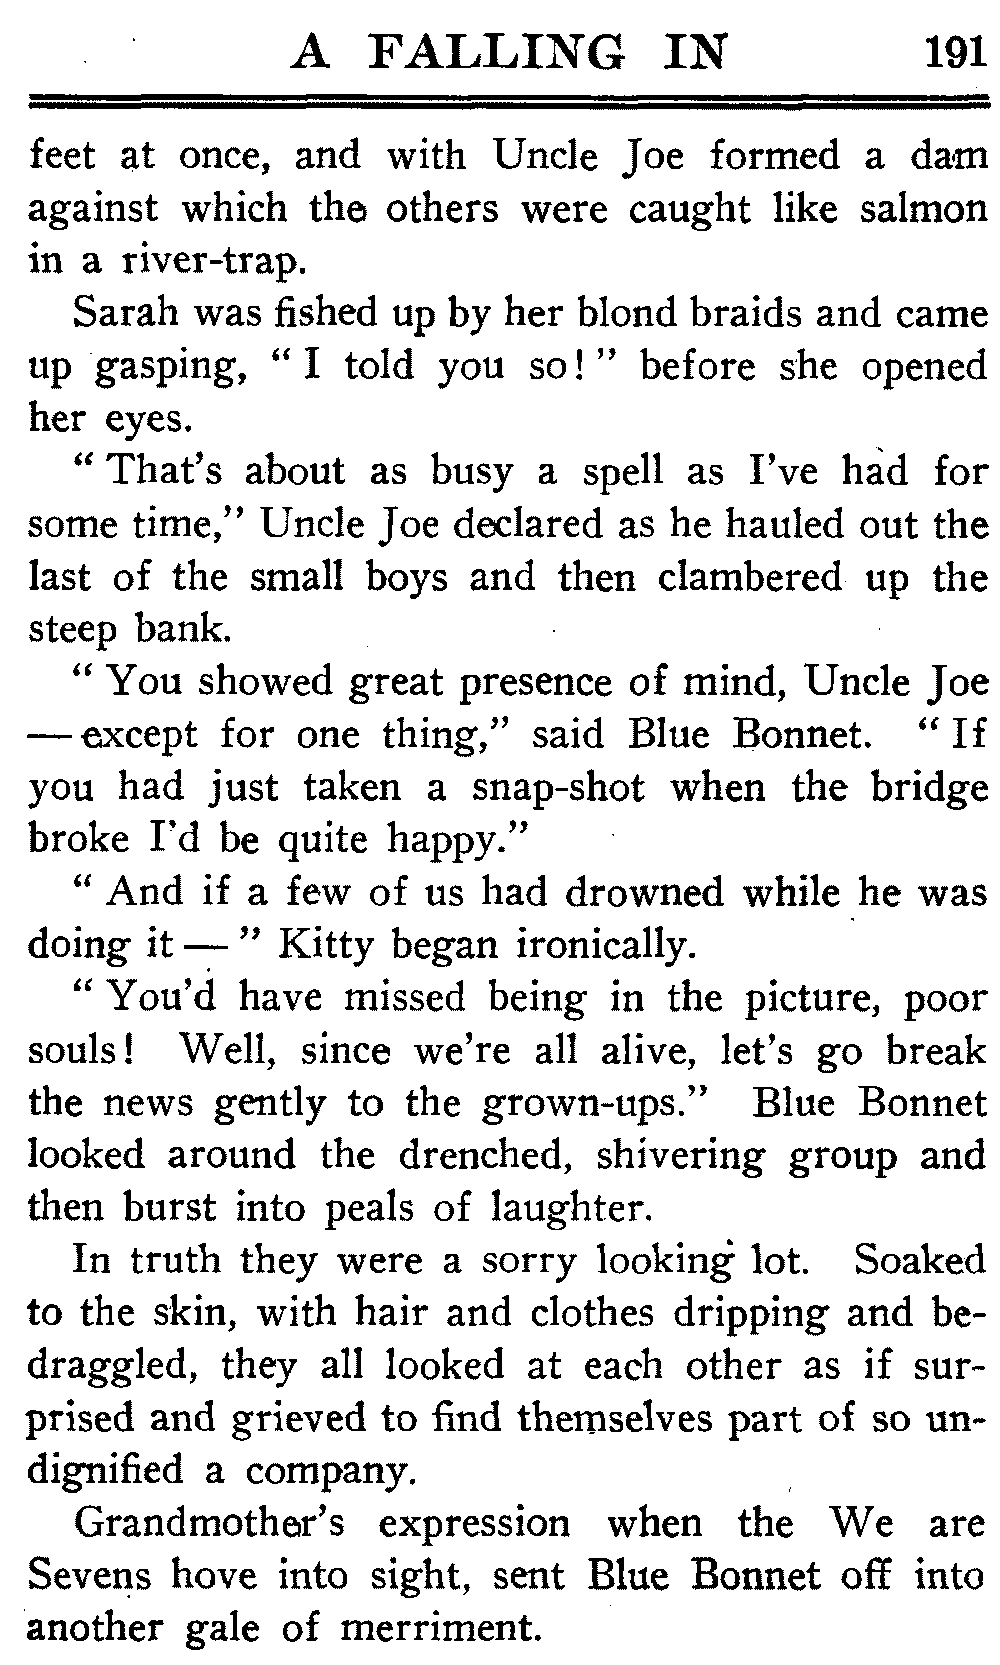 A FALLING IN 191
feet at once, and with Uncle Joe formed a dam
against which the others were caught like salmon
in a river-trap.
Sarah was fished up by her blond braids and came
up gasping, " I told you so! " before she opened
her eyes.
" That's about as busy a spell as I've had for
some time," Uncle Joe declared as he hauled out the
last of the small boys and then clambered up the
steep bank.
" You showed great presence of mind, Uncle Joe
— except for one thing," said Blue Bonnet. " If
you had just taken a snap-shot when the bridge
broke I'd be quite happy."
" And if a few of us had drowned while he was
doing it — " Kitty began ironically.
" You'd have missed being in the picture, poor
souls! Well, since we're all alive, let's go break
the news gently to the grown-ups." Blue Bonnet
looked around the drenched, shivering group and
then burst into peals of laughter.
In truth they were a sorry looking lot. Soaked
to the skin, with hair and clothes dripping and be-
draggled, they all looked at each other as if sur-
prised and grieved to find themselves part of so un-
dignified a company.
Grandmother's expression when the We are
Sevens hove into sight, sent Blue Bonnet off into
another gale of merriment.